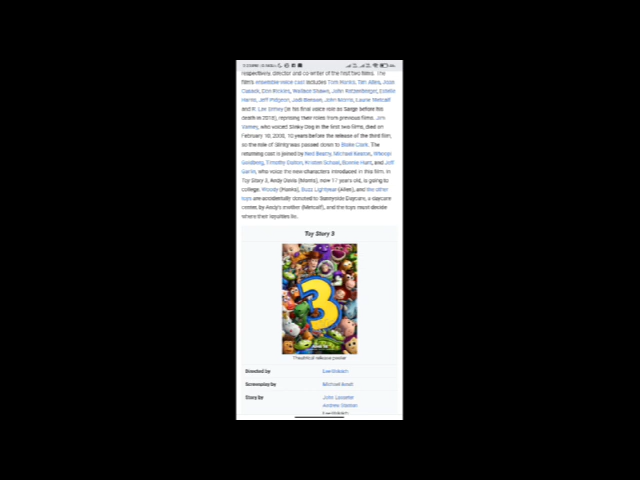 respectively, director and co-writer of the first two films. The
film's ensemble voice cast includes Tom Hanks, Tim Allen, Joan
Cusack, Don Rickles, Wallace Shawn, John Ratzenberger, Estelle
Harris, Jeff Pidgeon, Jodi Benson, John Morris, Laurie Metcalf
and R. Lee Ermey (in his final voice role as Sarge before his
death in 2018), reprising their roles from previous films. Jim
Varney, who voiced Slinky Dog in the first two films, died on
February 10, 2000, 10 years before the release of the third film,
so the role of Slinky was passed down to Blake Clark. The
returning cast is joined by Ned Beatty, Michael Keaton, Whoopi
Goldberg, Timothy Dalton, Kristen Schaal, Bonnie Hunt, and Jeff
Garlin, who voice the new characters introduced in this film. In
Toy Story 3, Andy Davis (Morris), now 17 years old, is going to
college. Woody (Hanks), Buzz Lightyear (Allen), and the other
toys are accidentally donated to Sunnyside Daycare, a daycare
center, by Andy's mother (Metcalf), and the toys must decide
where their loyalties lie.
Toy Story 3
3
Theatrical release poster
Directed by Lee Unkrich
Screenplay by Michael Arndt
Story by John Lasseter
Andrew Stanton
Lee Unkrich